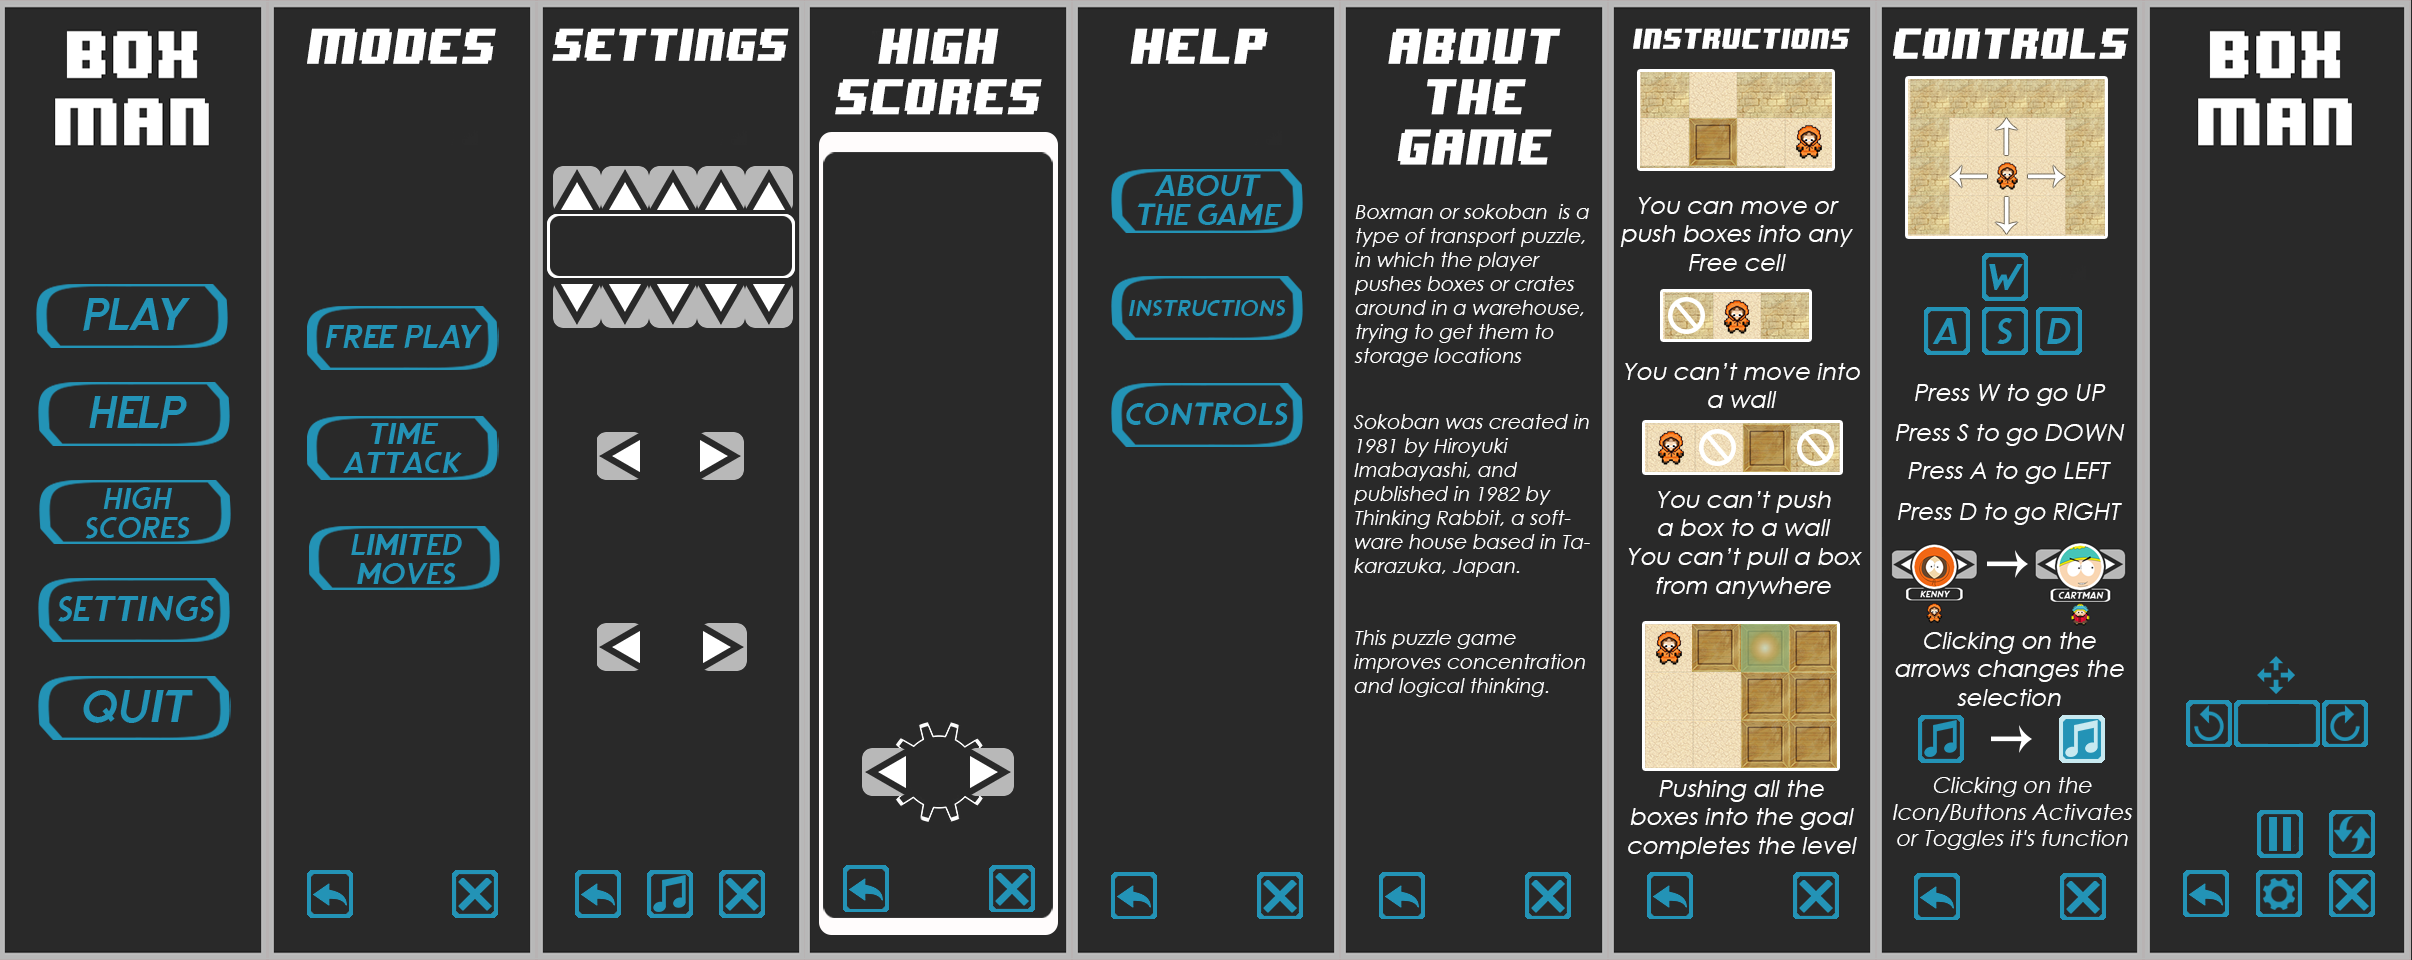 BOX
MAN
PLAY
HELP
HIGH
SCORES
SETTINGS
QUIT
MODES
FREE PLAY
TIME
ATTACK
LIMITED
MOVES
SETTINGS
HIGH
SCORES
HELP
ABOUT
THE GAME
INSTRUCTIONS
CONTROLS
ABOUT
THE
GAME
Boxman or sokoban is a
type of transport puzzle,
in which the player
pushes boxes or crates
around in a warehouse,
trying to get them to
storage locations
Sokoban was created in
1981 by Hiroyuki
Imabayashi, and
published in 1982 by
Thinking Rabbit, a soft-
ware house based in Ta-
karazuka, Japan.
This puzzle game
improves concentration
and logical thinking.
INSTRUCTIONS
You can move or
push boxes into any
Free cell
You can't move into
a wall
You can't push
a box to a wall
You can't pull a box
from anywhere
Pushing all the
boxes into the goal
completes the level
CONTROLS
W
A S D
Press W to go UP
Press S to go DOWN
Press A to go LEFT
Press D to go RIGHT
KENNY
CARTMAN
Clicking on the
arrows changes the
selection
Clicking on the
Icon/Buttons Activates
or Toggles it's function
BOX
MAN